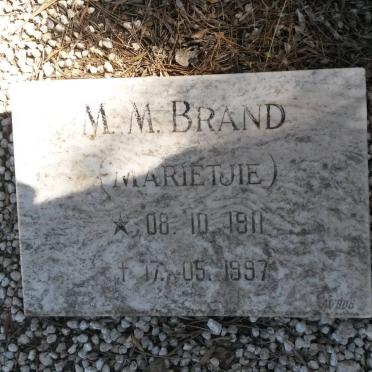 M. M. BRAND
(MARIETJIE)
* 08. 10. 1911
† 17. 05. 1997